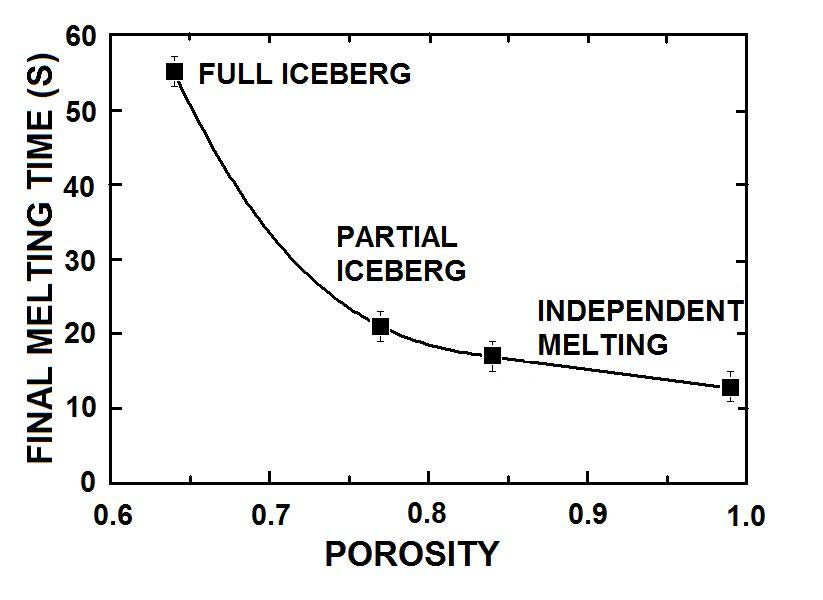 60
50
40
30
20
10
0
FINAL MELTING TIME (S)
FULL ICEBERG
PARTIAL
ICEBERG
INDEPENDENT
MELTING
0.6
0.7
0.8
0.9
1.0
POROSITY